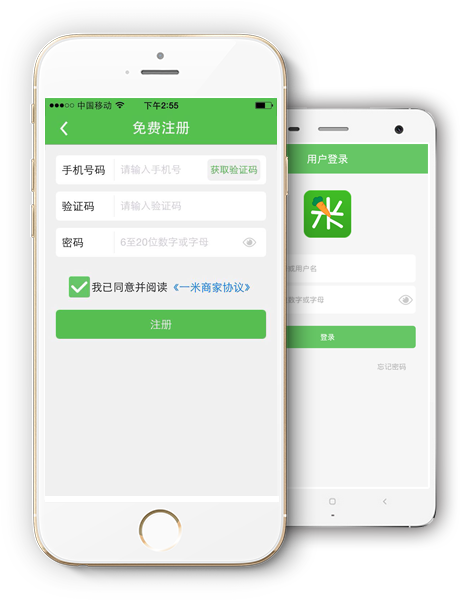 中国移动 下午2:55
免费注册
手机号码 请输入手机号 获取验证码
验证码 请输入验证码
密码 6至20位数字或字母
我已同意并阅读 《一米商家协议》
注册
用户登录
米
或用户名
数字或字母
登录
忘记密码